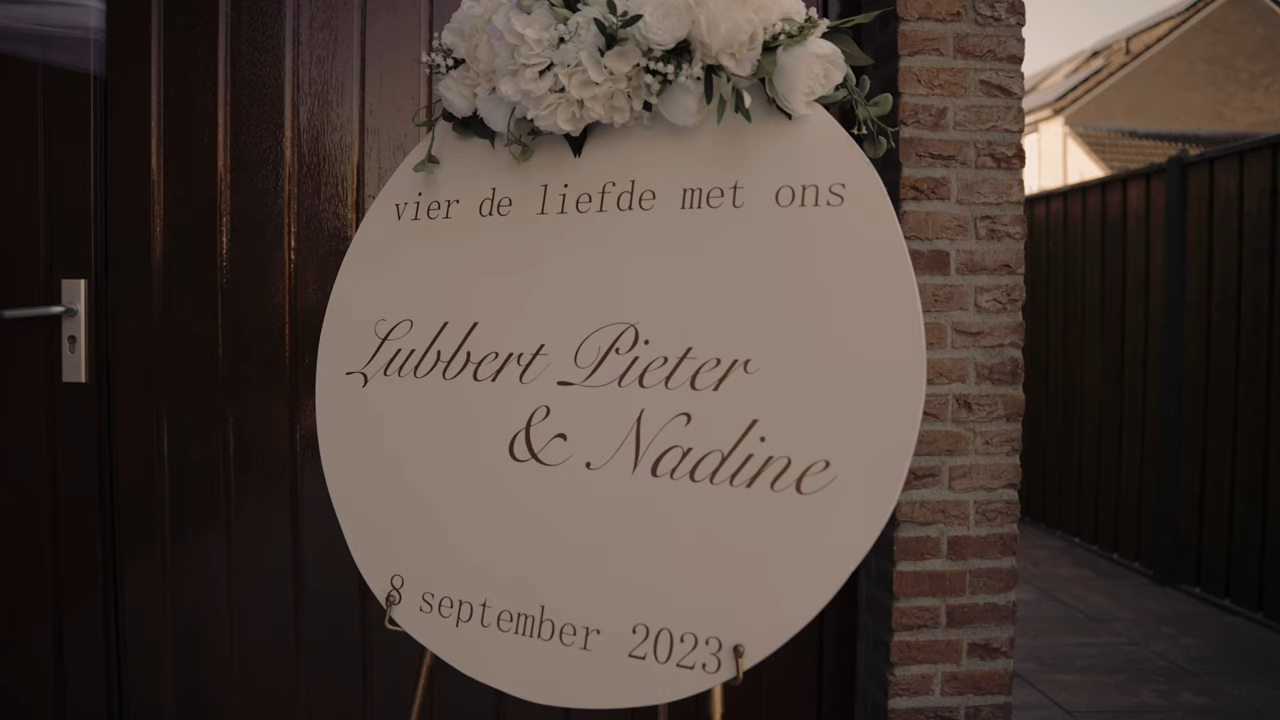 vier de liefde met ons
Lubbert Pieter
& Nadine
8 september 2023